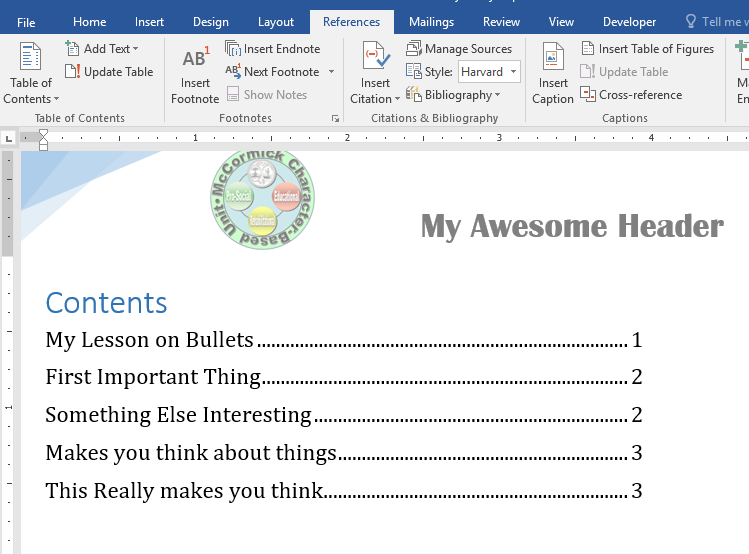 File Home Insert Design Layout References Mailings Review View Developer Tell me w
Table of Contents
Add Text
Update Table
Table of Contents
AB1
Insert Footnote
Insert Endnote
AB1 Next Footnote
Show Notes
Footnotes
Insert Citation
Manage Sources
Style: Harvard
Bibliography
Citations & Bibliography
Insert Caption
Insert Table of Figures
Update Table
Cross-reference
Captions
Ma
En
L 1 2 3 4
McCormick Character-Based Unit
Pro-Social
Educational
My Awesome Header
Contents
My Lesson on Bullets 1
First Important Thing 2
Something Else Interesting 2
Makes you think about things 3
This Really makes you think 3
1